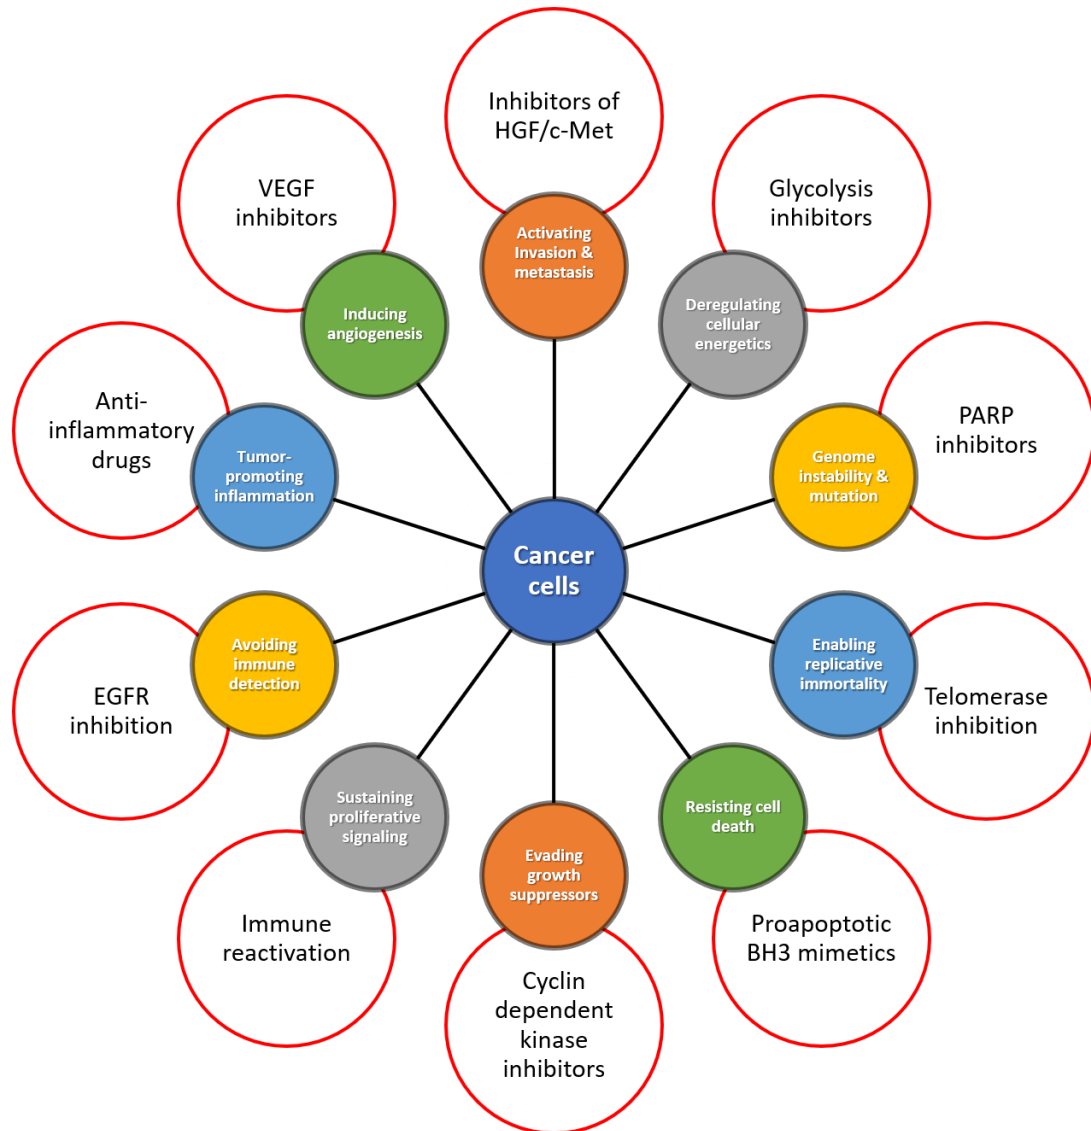 Inhibitors of
HGF/c-Met
Activating
Invasion &
metastasis
VEGF
inhibitors
Inducing
angiogenesis
Glycolysis
inhibitors
Deregulating
cellular
energetics
Anti-
inflammatory
drugs
Tumor-
promoting
inflammation
PARP
inhibitors
Genome
instability &
mutation
Cancer
cells
EGFR
inhibition
Avoiding
immune
detection
Enabling
replicative
immortality
Telomerase
inhibition
Sustaining
proliferative
signaling
Immune
reactivation
Evading
growth
suppressors
Cyclin
dependent
kinase
inhibitors
Resisting cell
death
Proapoptotic
BH3 mimetics